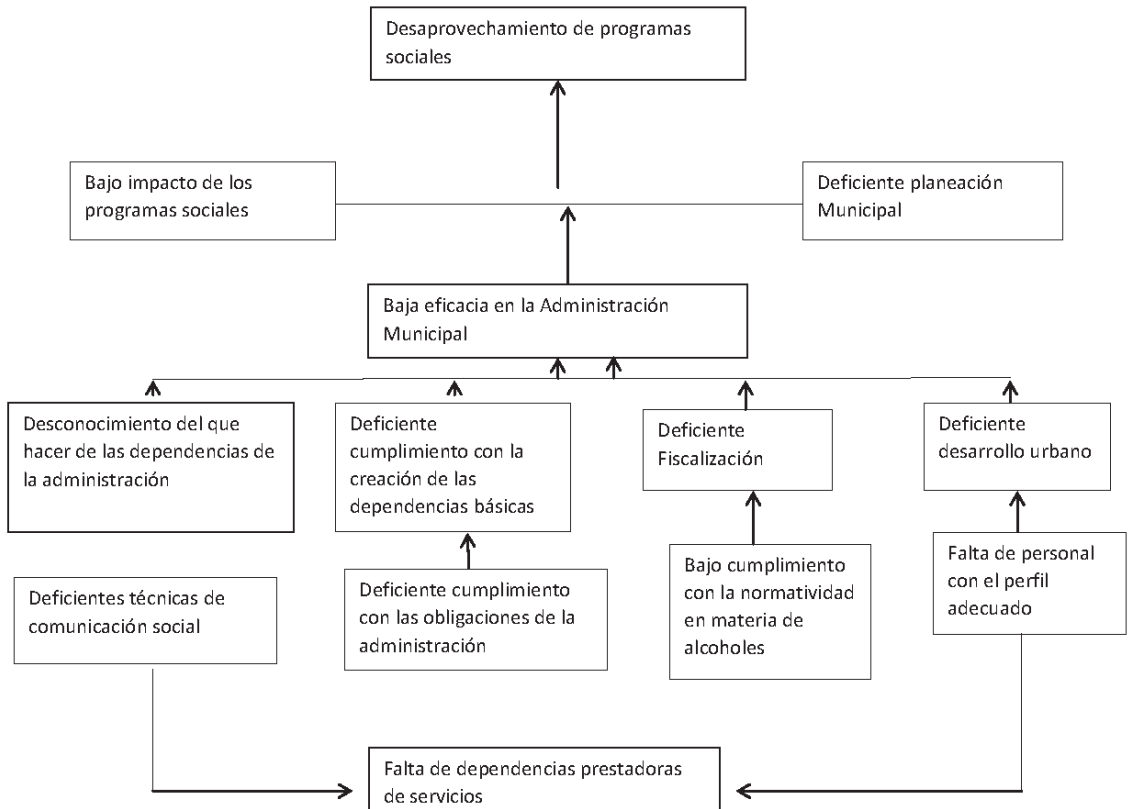 Desaprovechamiento de programas
sociales
Bajo impacto de los
programas sociales
Deficiente planeación
Municipal
Baja eficacia en la Administración
Municipal
Desconocimiento del que
hacer de las dependencias de
la administración
Deficiente
cumplimiento con la
creación de las
dependencias básicas
Deficiente
Fiscalización
Deficiente
desarrollo urbano
Deficientes técnicas de
comunicación social
Deficiente cumplimiento
con las obligaciones de la
administración
Bajo cumplimiento
con la normatividad
en materia de
alcoholes
Falta de personal
con el perfil
adecuado
Falta de dependencias prestadoras
de servicios